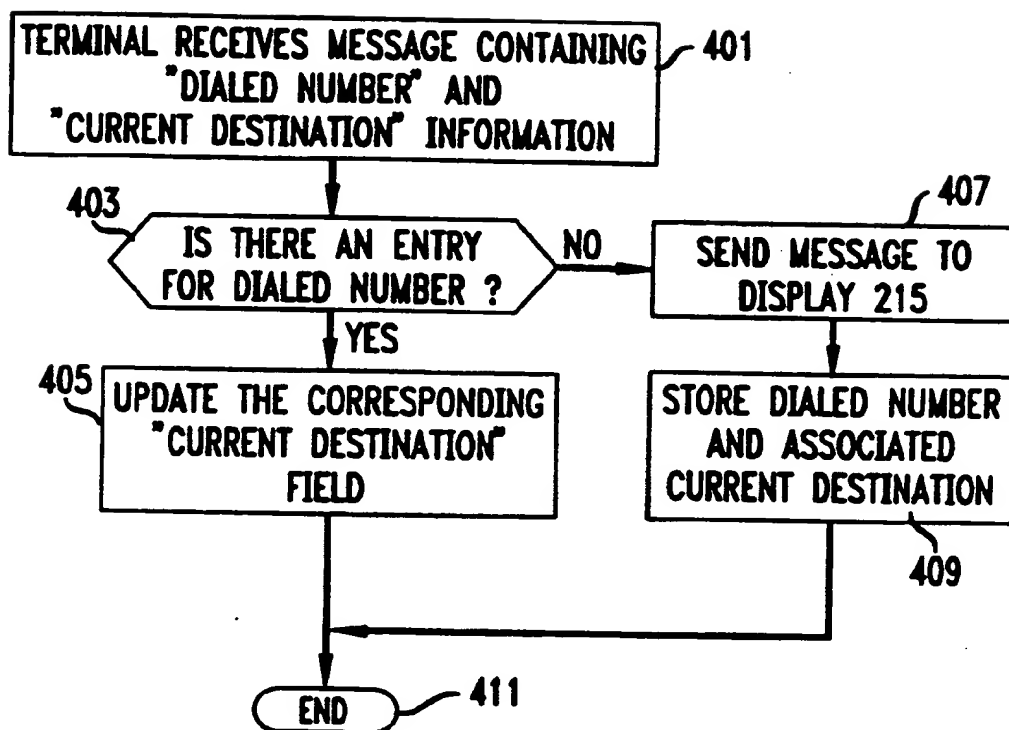 TERMINAL RECEIVES MESSAGE CONTAINING
"DIALED NUMBER" AND
"CURRENT DESTINATION" INFORMATION
401
403
IS THERE AN ENTRY
FOR DIALED NUMBER ?
NO
YES
407
SEND MESSAGE TO
DISPLAY 215
405
UPDATE THE CORRESPONDING
"CURRENT DESTINATION"
FIELD
STORE DIALED NUMBER
AND ASSOCIATED
CURRENT DESTINATION
409
END
411